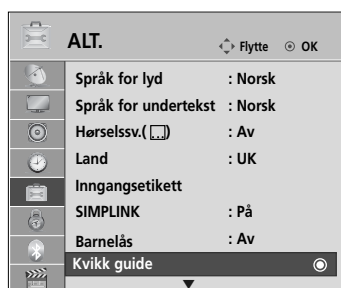 ALT. Flytte OK
Språk for lyd : Norsk
Språk for undertekst : Norsk
Hørselssv.( ) : Av
Land : UK
Inngangsetikett
SIMPLINK : På
Barnelås : Av
Kvikk guide